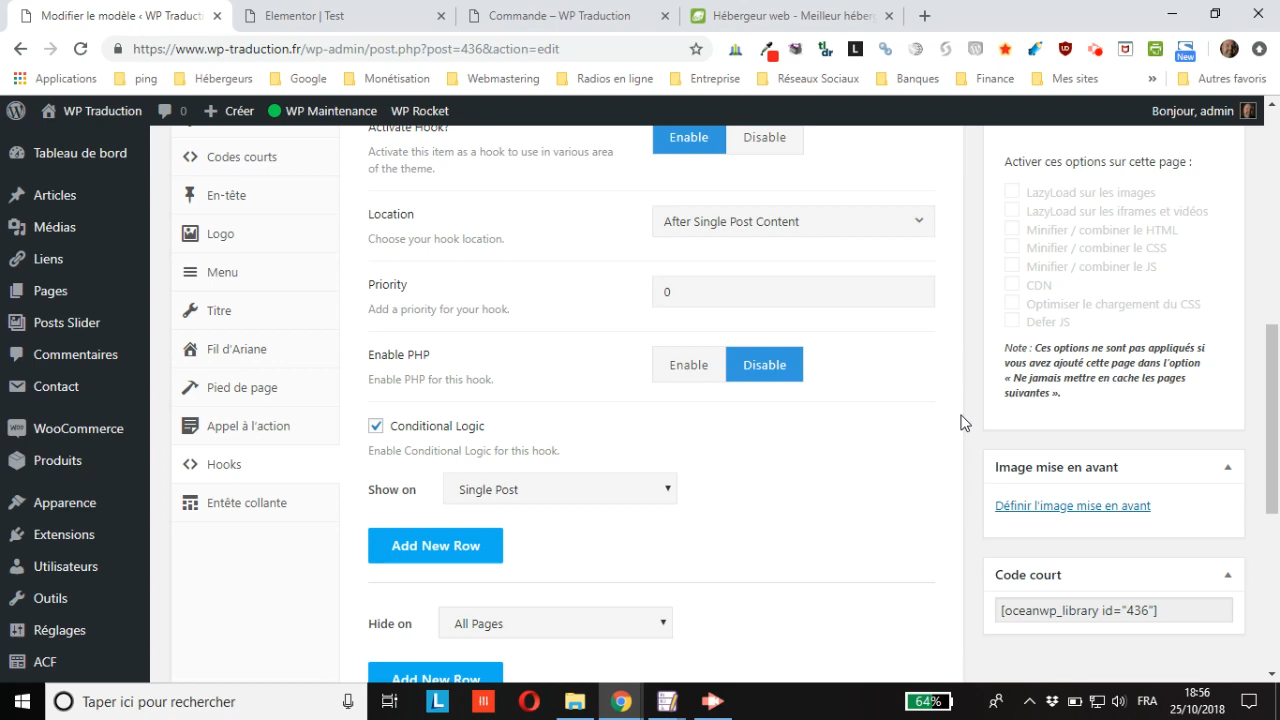 Modifier le modèle ‹ WP Traducti
Elementor | Test
Commande – WP Traduction
Hébergeur web - Meilleur héber
https://www.wp-traduction.fr/wp-admin/post.php?post=436&action=edit
tl;dr
L
New
Applications
ping
Hébergeurs
Google
Monétisation
Webmastering
Radios en ligne
Entreprise
Réseaux Sociaux
Banques
Finance
Mes sites
»
Autres favoris
WP Traduction
0
Créer
WP Maintenance
WP Rocket
Bonjour, admin
Tableau de bord
Articles
Médias
Liens
Pages
Posts Slider
Commentaires
Contact
WooCommerce
Produits
Apparence
Extensions
Utilisateurs
Outils
Réglages
ACF
Codes courts
En-tête
Logo
Menu
Titre
Fil d'Ariane
Pied de page
Appel à l'action
Hooks
Entête collante
Activate Hook?
Activate this item as a hook to use in various area
of the theme.
Enable
Disable
Location
Choose your hook location.
After Single Post Content
Priority
Add a priority for your hook.
0
Enable PHP
Enable PHP for this hook.
Enable
Disable
Conditional Logic
Enable Conditional Logic for this hook.
Show on
Single Post
Add New Row
Hide on
All Pages
Add New Row
Activer ces options sur cette page :
LazyLoad sur les images
LazyLoad sur les iframes et vidéos
Minifier / combiner le HTML
Minifier / combiner le CSS
Minifier / combiner le JS
CDN
Optimiser le chargement du CSS
Defer JS
Note : Ces options ne sont pas appliqués si
vous avez ajouté cette page dans l'option
« Ne jamais mettre en cache les pages
suivantes ».
Image mise en avant
Définir l'image mise en avant
Code court
[oceanwp_library id="436"]
Taper ici pour rechercher
L
64%
FRA
18:56
25/10/2018